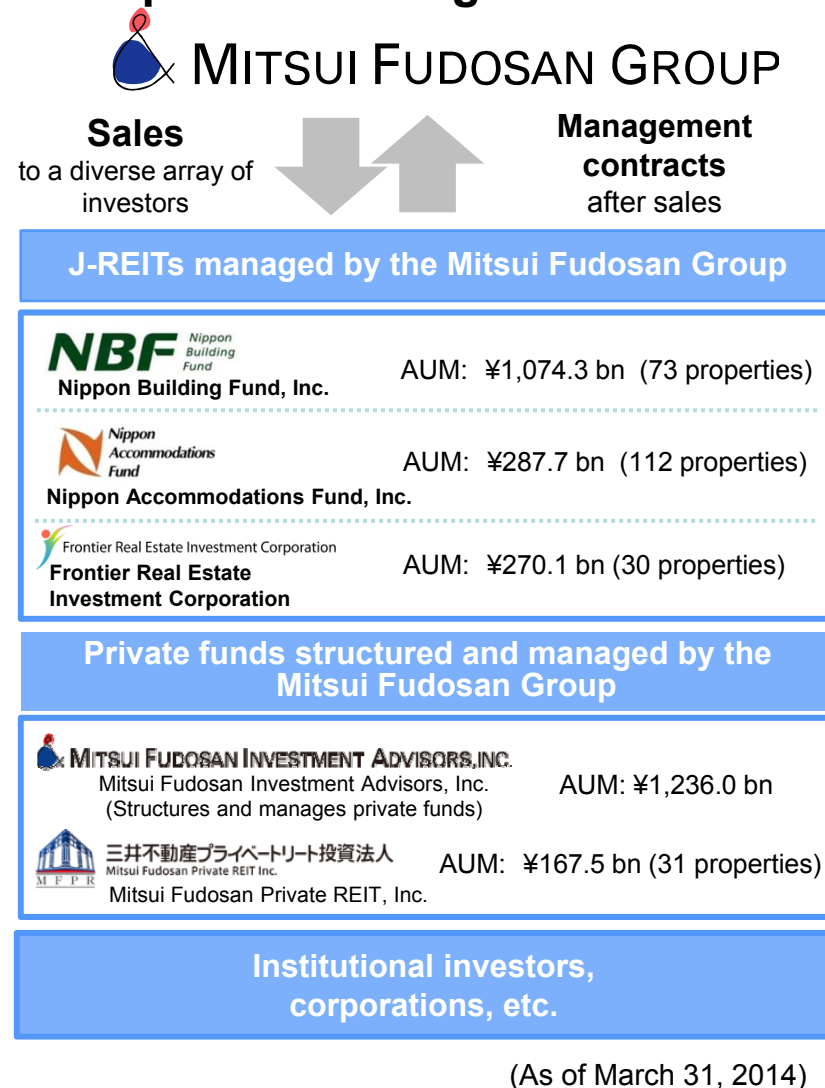 MITSUI FUDOSAN GROUP
Sales
to a diverse array of
investors
Management
contracts
after sales
J-REITs managed by the Mitsui Fudosan Group
NBF Nippon
Building
Fund
Nippon Building Fund, Inc.
AUM: ¥1,074.3 bn (73 properties)
Nippon
Accommodations
Fund
Nippon Accommodations Fund, Inc.
AUM: ¥287.7 bn (112 properties)
Frontier Real Estate Investment Corporation
Frontier Real Estate
Investment Corporation
AUM: ¥270.1 bn (30 properties)
Private funds structured and managed by the
Mitsui Fudosan Group
MITSUI FUDOSAN INVESTMENT ADVISORS,INC.
Mitsui Fudosan Investment Advisors, Inc.
(Structures and manages private funds)
AUM: ¥1,236.0 bn
MFPR
三井不動産プライベートリート投資法人
Mitsui Fudosan Private REIT Inc.
Mitsui Fudosan Private REIT, Inc.
AUM: ¥167.5 bn (31 properties)
Institutional investors,
corporations, etc.
(As of March 31, 2014)